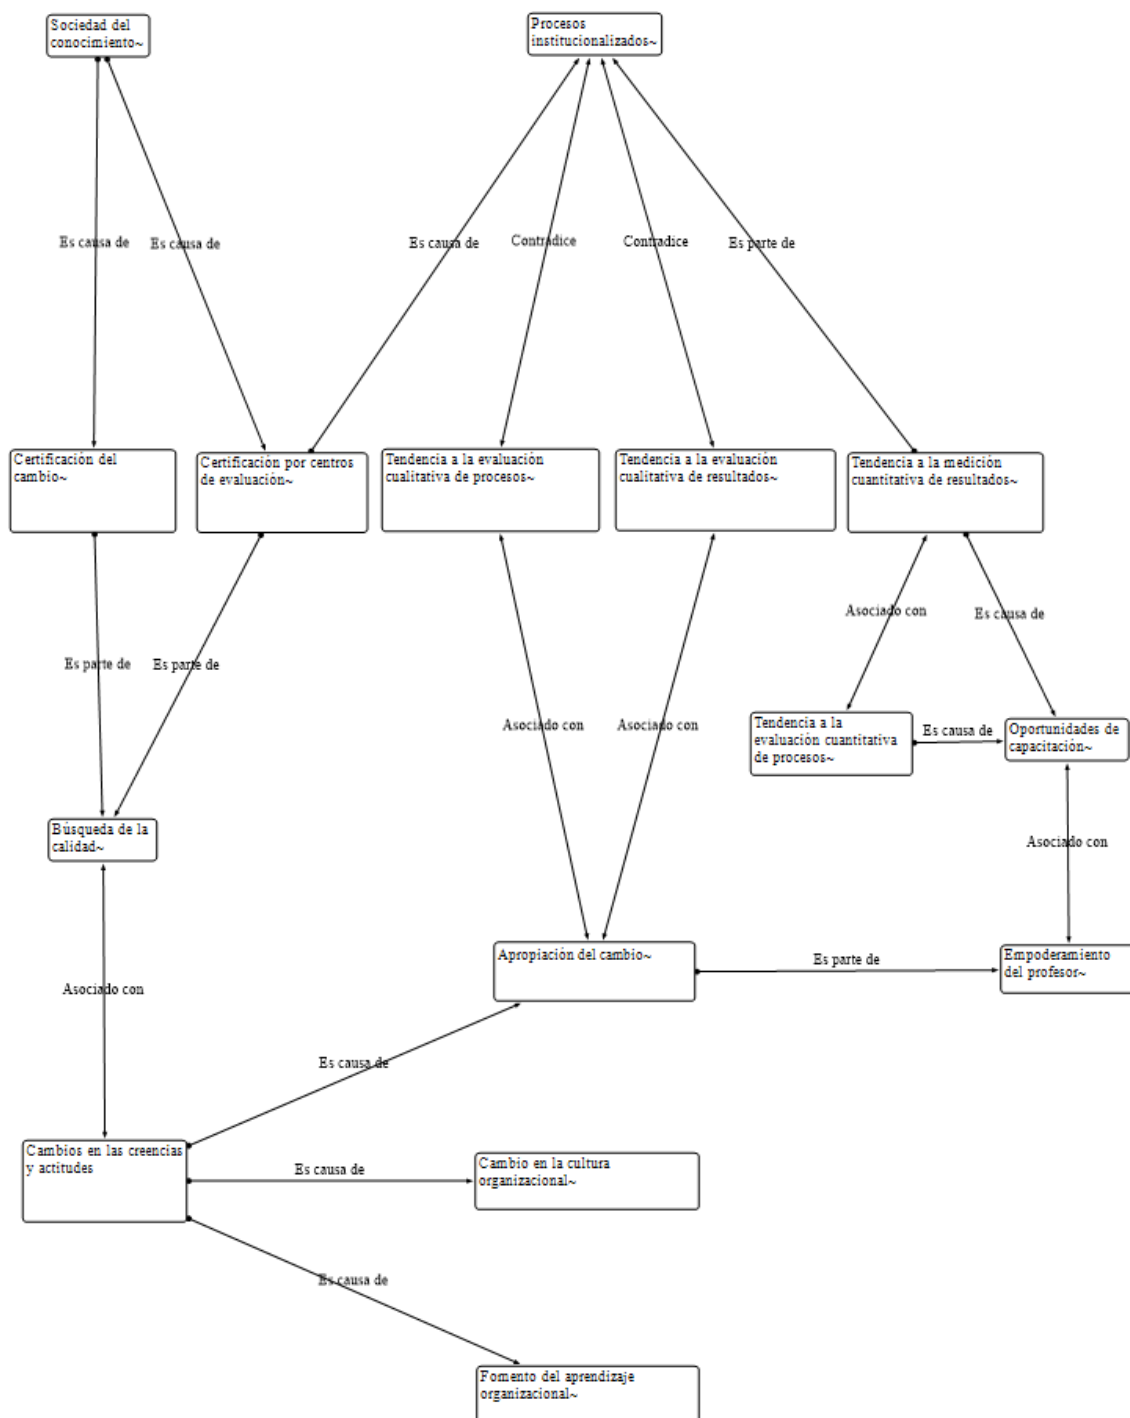 Sociedad del
conocimiento~
Procesos
institucionalizados~
Es causa de
Es causa de
Es causa de
Contradice
Contradice
Es parte de
Certificación del
cambio~
Certificación por centros
de evaluación~
Tendencia a la evaluación
cualitativa de procesos~
Tendencia a la evaluación
cualitativa de resultados~
Tendencia a la medición
cuantitativa de resultados~
Asociado con
Es causa de
Es parte de
Es parte de
Asociado con
Asociado con
Tendencia a la
evaluación cuantitativa
de procesos~
Es causa de
Oportunidades de
capacitación~
Búsqueda de la
calidad~
Asociado con
Apropiación del cambio~
Es parte de
Empoderamiento
del profesor~
Asociado con
Es causa de
Cambios en las creencias
y actitudes
Es causa de
Cambio en la cultura
organizacional~
Es causa de
Fomento del aprendizaje
organizacional~